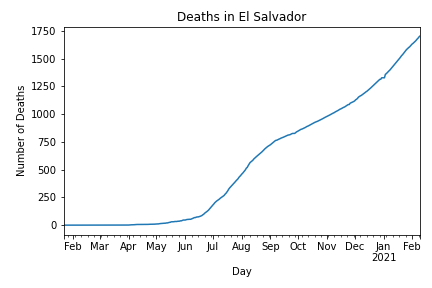 Deaths in El Salvador
Number of Deaths
1750
1500
1250
1000
750
500
250
0
Feb Mar Apr May Jun Jul Aug Sep Oct Nov Dec Jan Feb
2021
Day